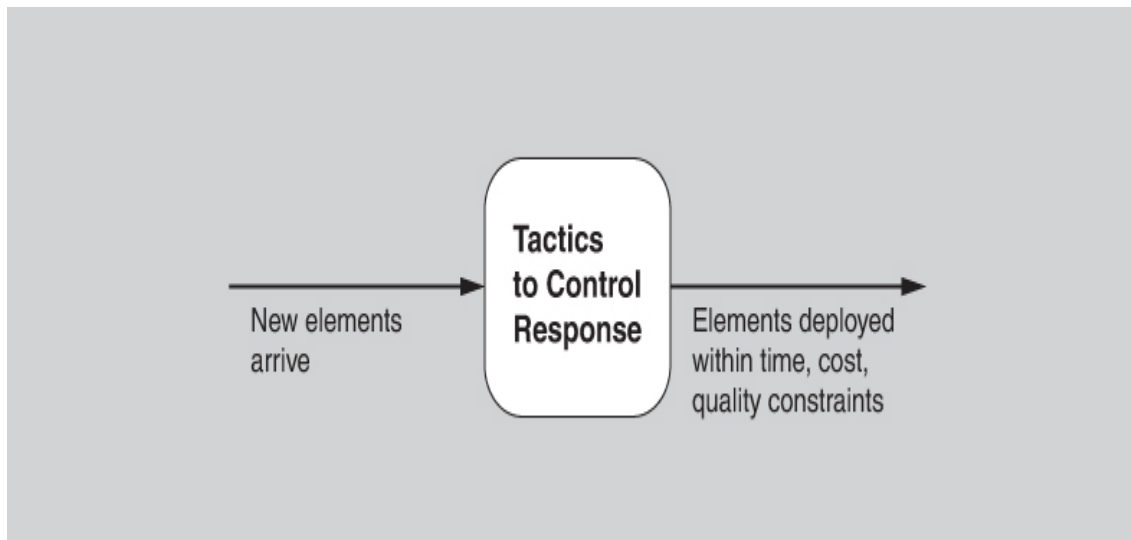 New elements
arrive
Tactics
to Control
Response
Elements deployed
within time, cost,
quality constraints